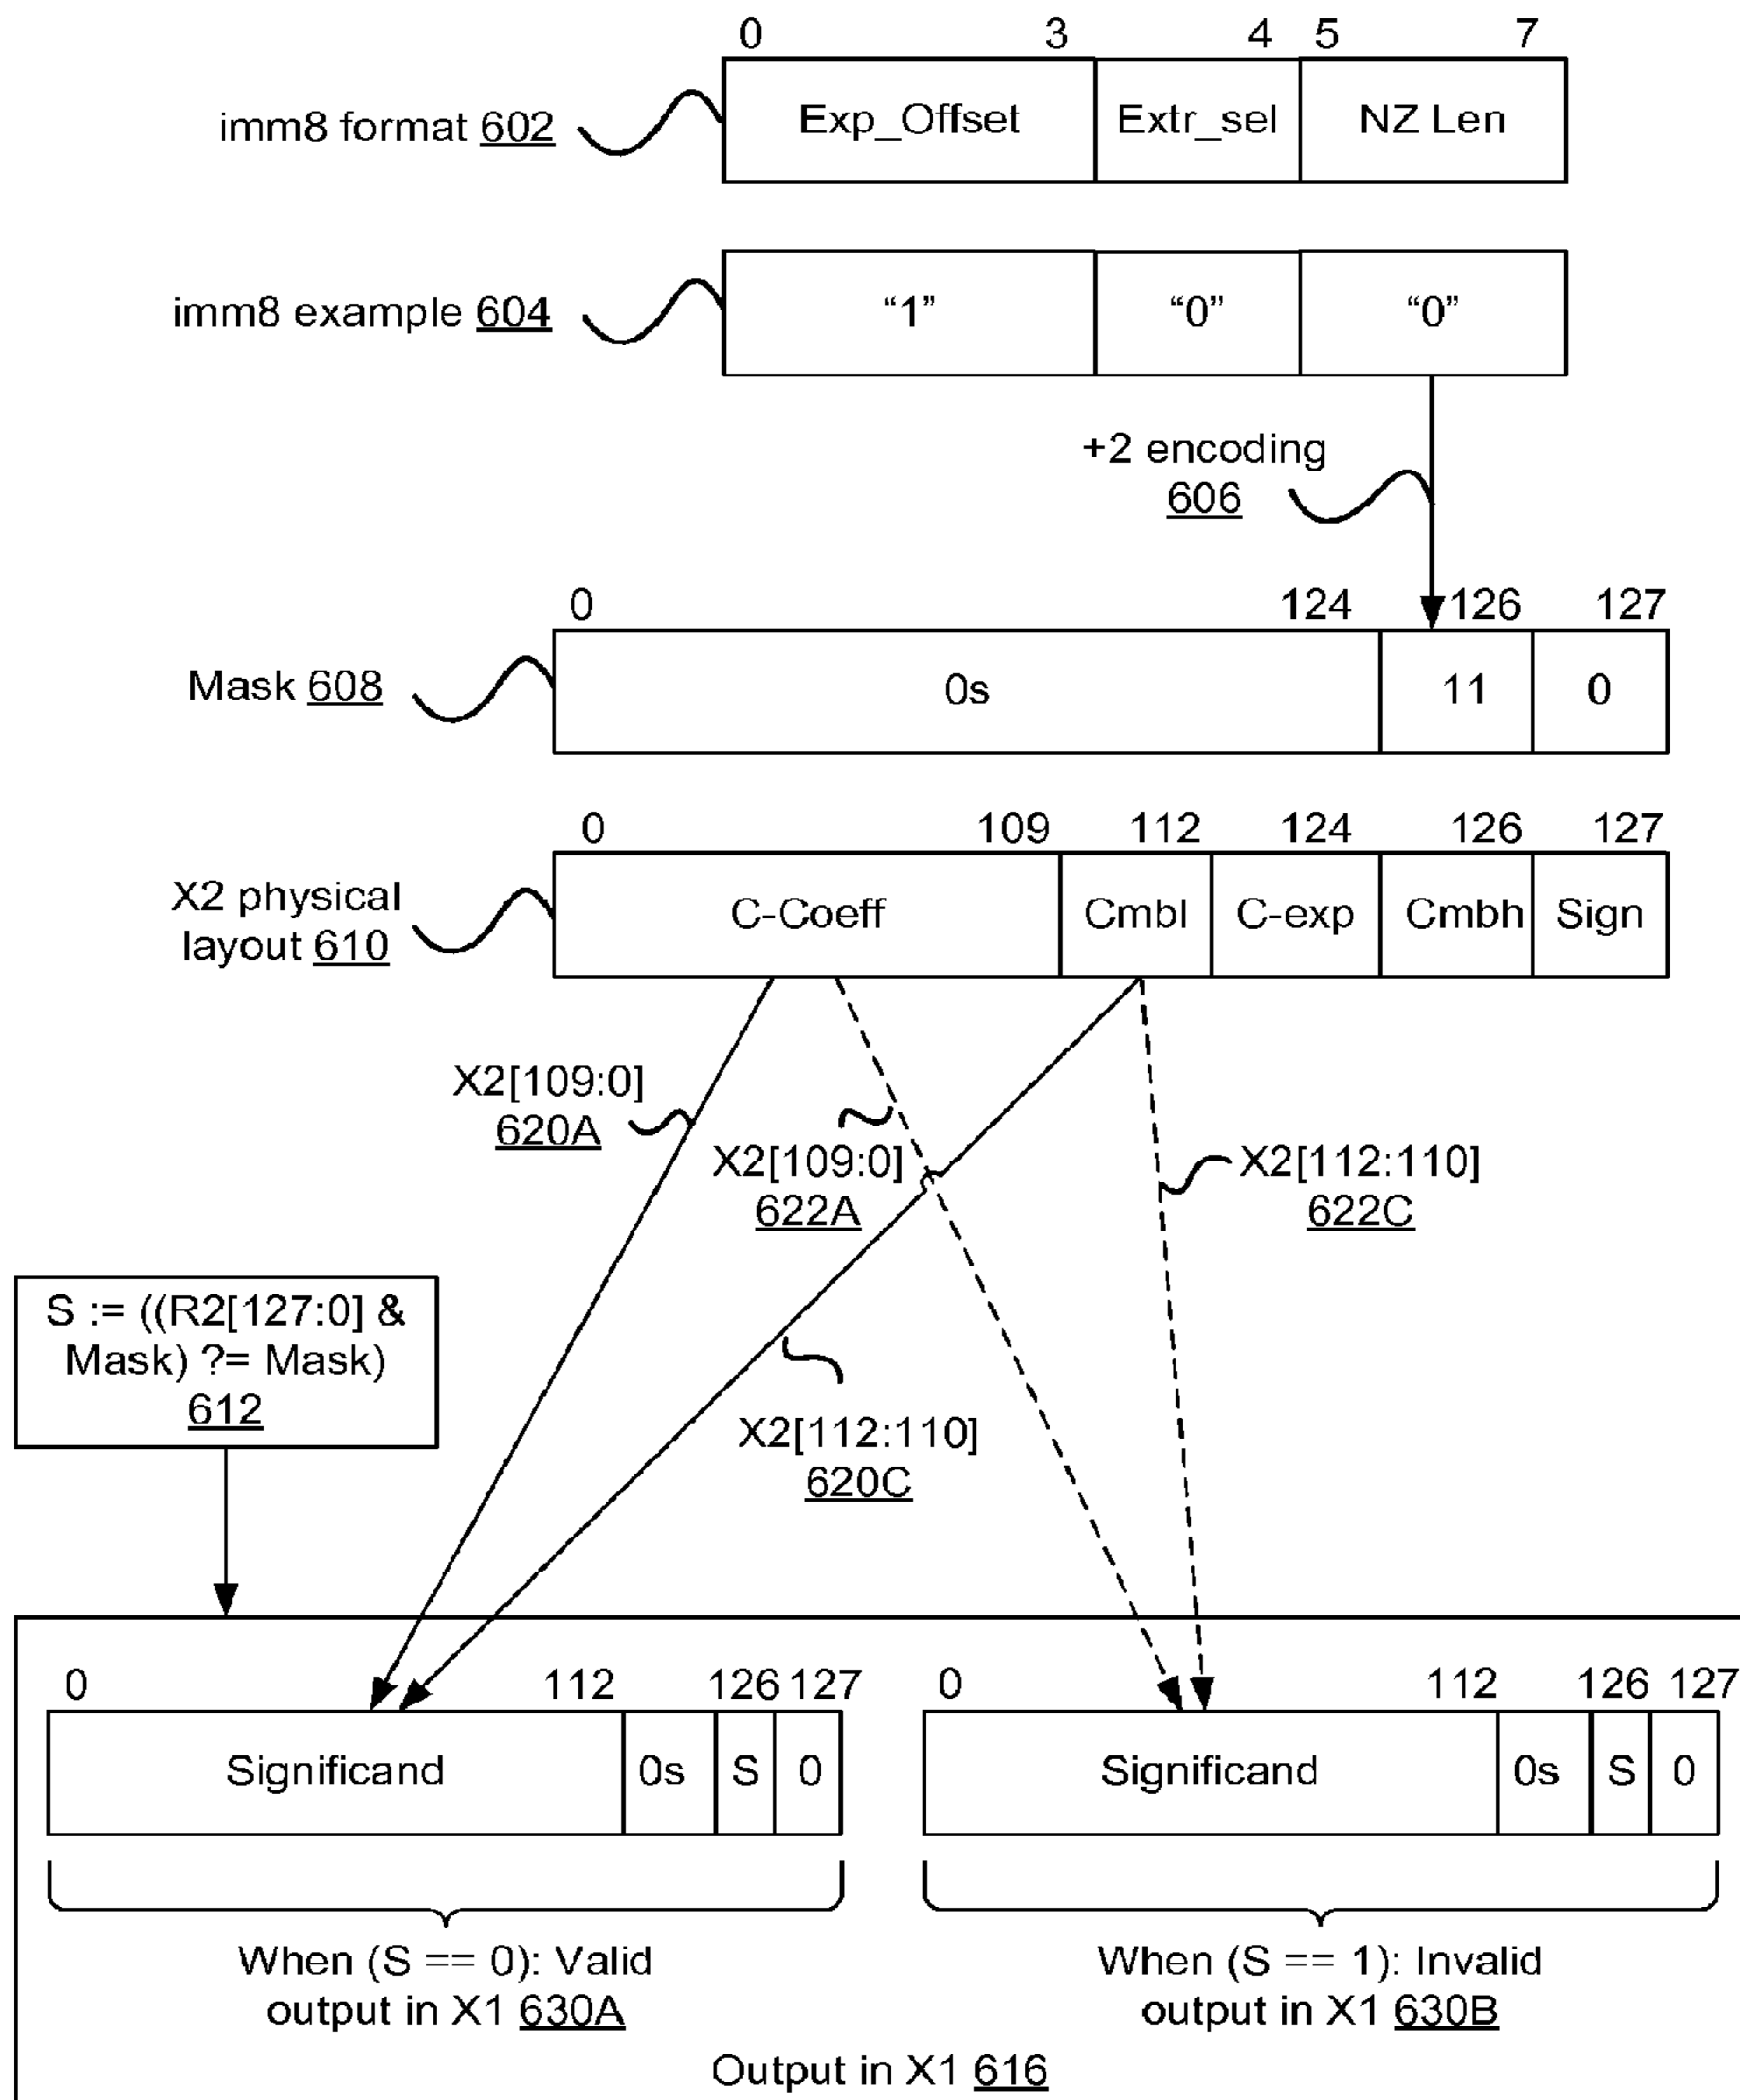 0 3 4 5 7
imm8 format 602
Exp_Offset Extr_sel NZ Len
imm8 example 604
“1” “0” “0”
+2 encoding
606
0 124 126 127
Mask 608
0s 11 0
0 109 112 124 126 127
X2 physical
layout 610
C-Coeff Cmbl C-exp Cmbh Sign
X2[109:0]
620A
X2[109:0]
622A
X2[112:110]
622C
S := ((R2[127:0] &
Mask) ?= Mask)
612
X2[112:110]
620C
0 112 126 127
Significand 0s S 0
When (S == 0): Valid
output in X1 630A
0 112 126 127
Significand 0s S 0
When (S == 1): Invalid
output in X1 630B
Output in X1 616